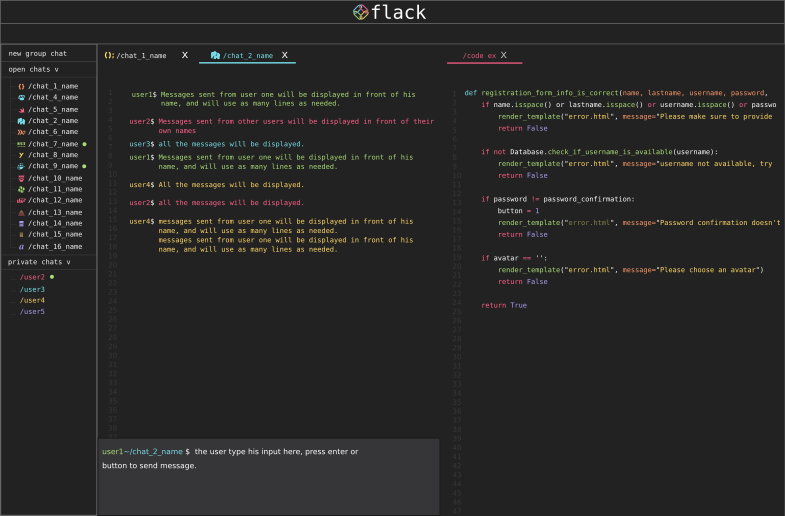 flack
new group chat
open chats v
/chat_1_name
/chat_4_name
/chat_5_name
/chat_2_name
/chat_6_name
/chat_7_name
/chat_8_name
/chat_9_name
/chat_10_name
/chat_11_name
/chat_12_name
/chat_13_name
/chat_14_name
/chat_15_name
/chat_16_name
private chats v
/user2
/user3
/user4
/user5
/chat_1_name X
/chat_2_name X
user1$ Messages sent from user one will be displayed in front of his
name, and will use as many lines as needed.
user2$ Messages sent from other users will be displayed in front of their
own names
user3$ all the messages will be displayed.
user1$ Messages sent from user one will be displayed in front of his
name, and will use as many lines as needed.
user4$ All the messages will be displayed.
user2$ all the messages will be displayed.
user4$ messages sent from user one will be displayed in front of his
name, and will use as many lines as needed.
messages sent from user one will be displayed in front of his
name, and will use as many lines as needed.
user1~/chat_2_name $ the user type his input here, press enter or
button to send message.
/code ex X
def registration_form_info_is_correct(name, lastname, username, password,
if name.isspace() or lastname.isspace() or username.isspace() or passwo
render_template("error.html", message="Please make sure to provide
return False
if not Database.check_if_username_is_available(username):
render_template("error.html", message="username not available, try
return False
if password != password_confirmation:
button = 1
render_template("error.html", message="Password confirmation doesn't
return False
if avatar == '':
render_template("error.html", message="Please choose an avatar")
return False
return True